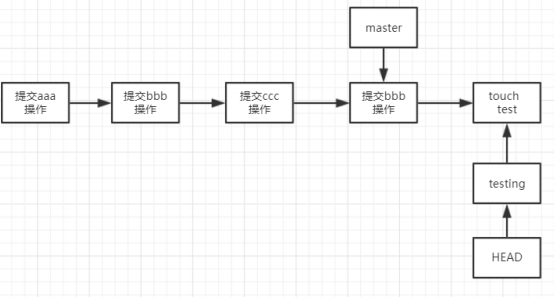 master
提交aaa
操作
提交bbb
操作
提交ccc
操作
提交bbb
操作
touch
test
testing
HEAD